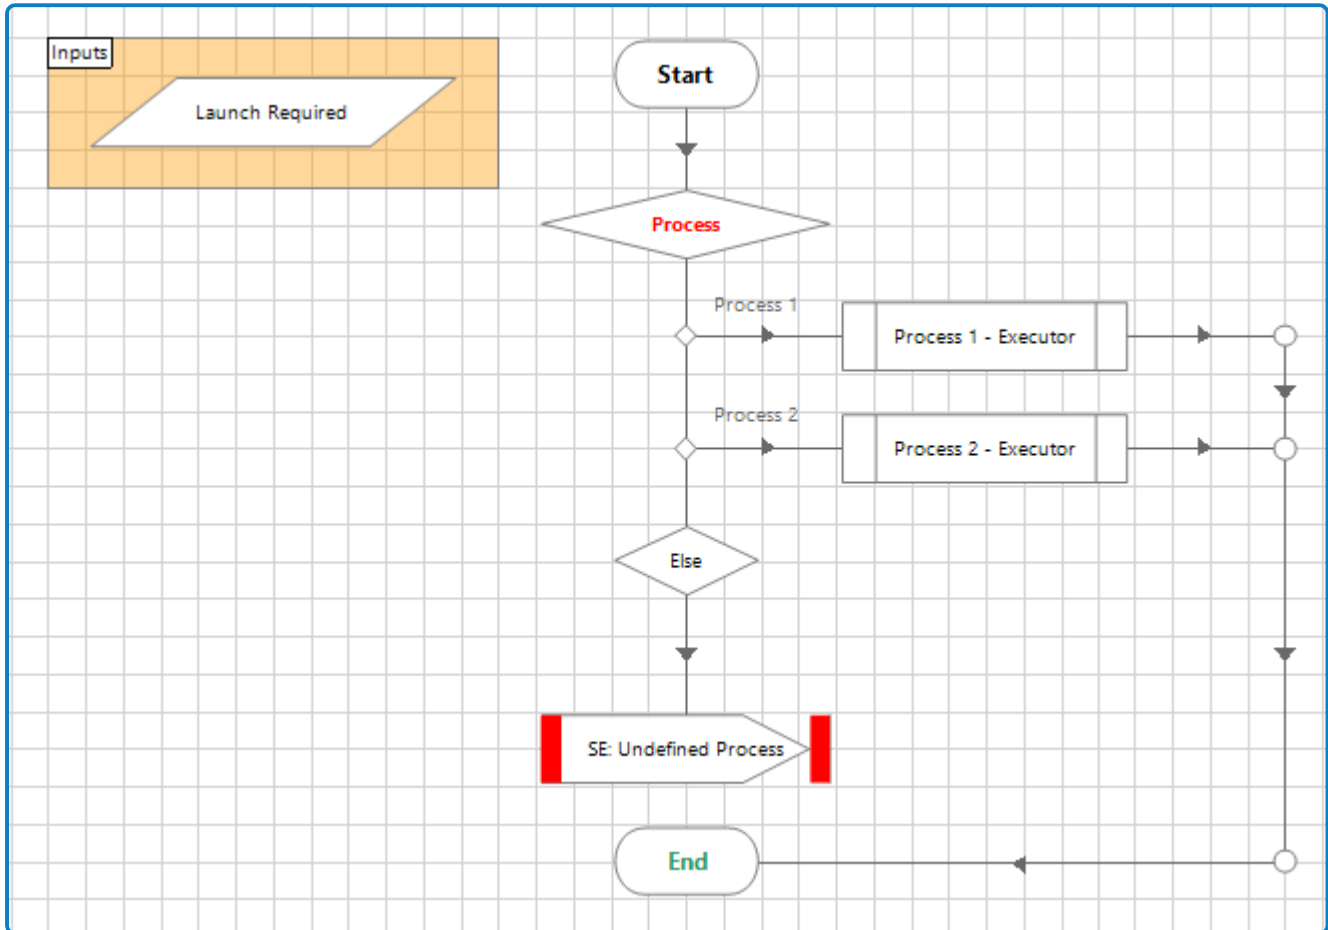 Inputs
Launch Required
Start
Process
Process 1
Process 1 - Executor
Process 2
Process 2 - Executor
Else
SE: Undefined Process
End